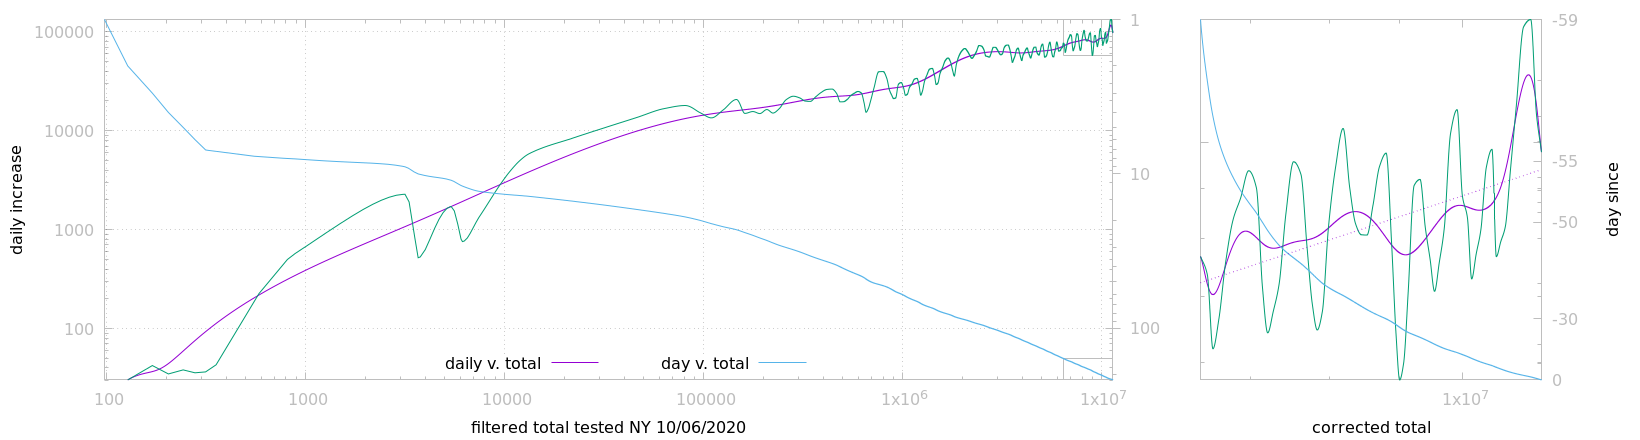 100000
10000
1000
100
daily increase
1
10
100
daily v. total
day v. total
100
1000
10000
100000
1x10⁶
1x10⁷
filtered total tested NY 10/06/2020
-59
-55
-50
-30
0
day since
1x10⁷
corrected total